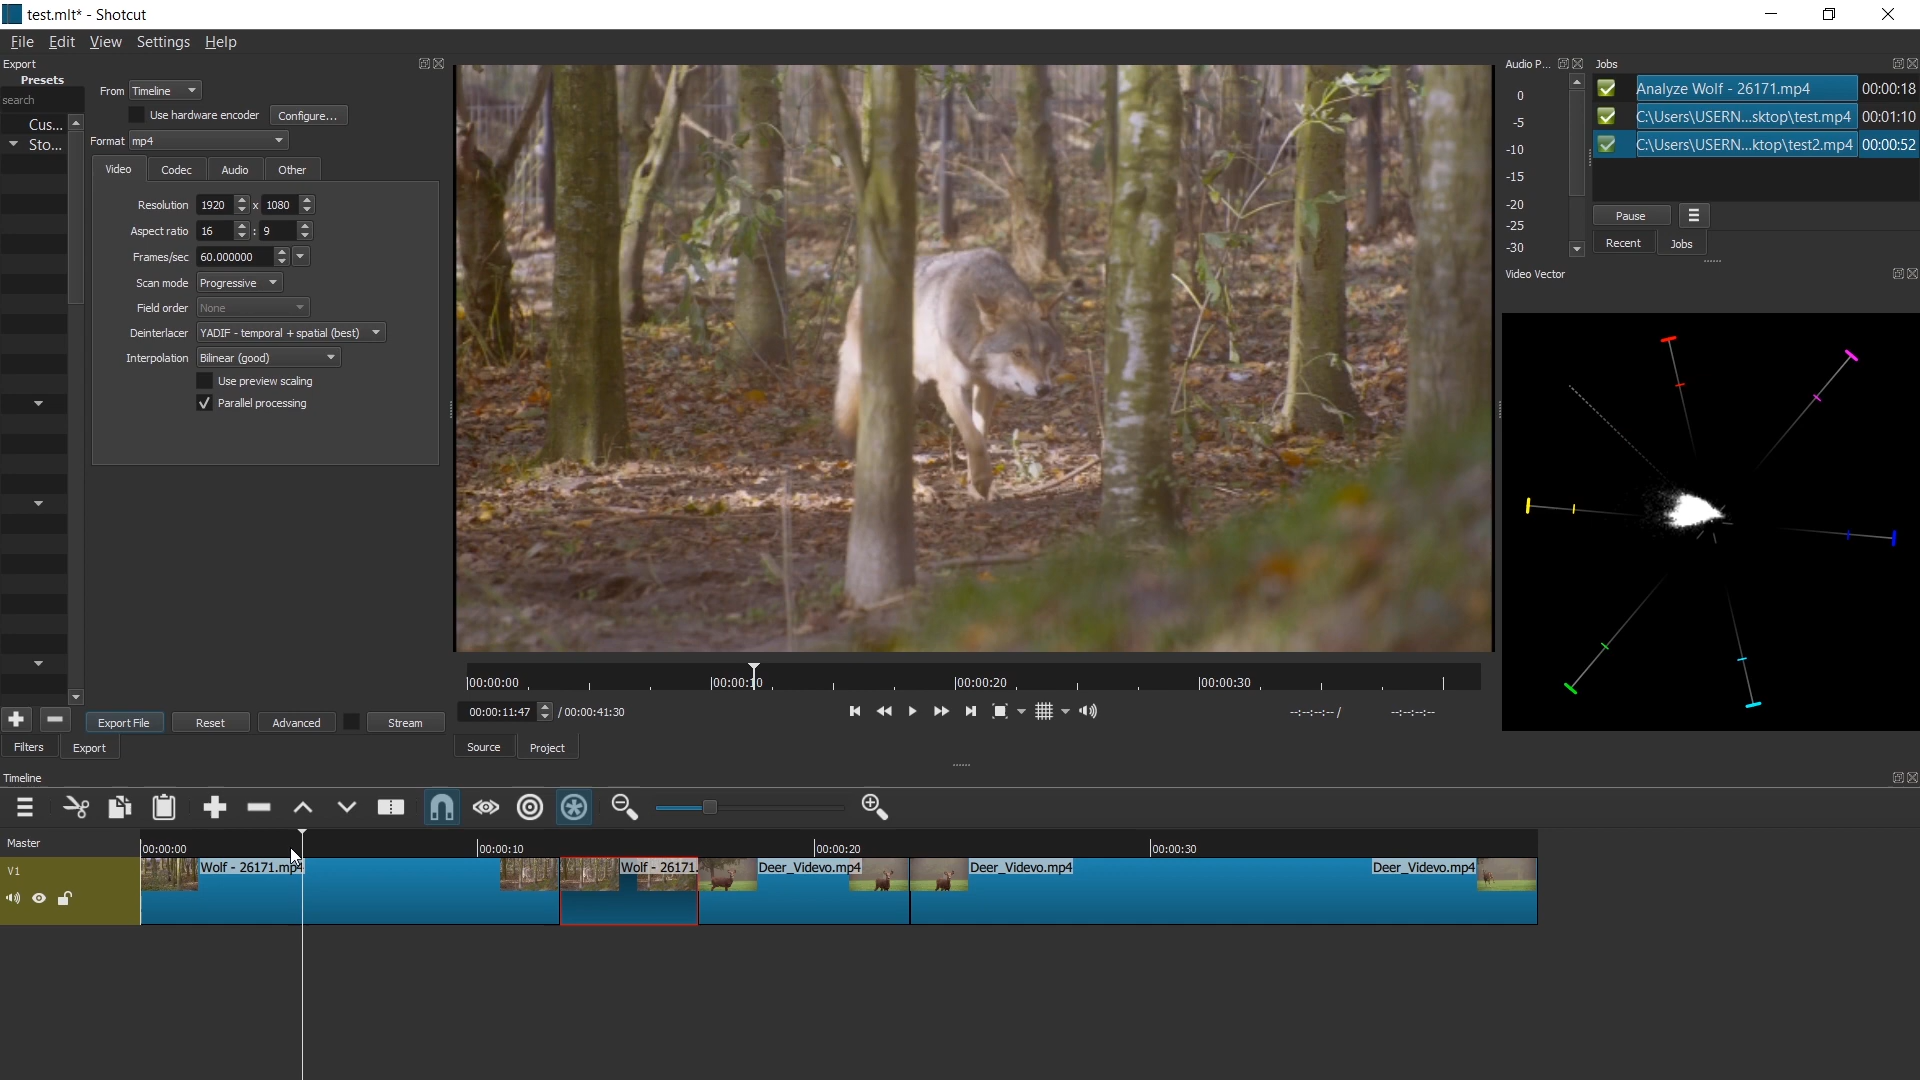 test.mlt* - Shotcut
File Edit View Settings Help
Export
Presets
search
Cus...
Sto...
From Timeline
Use hardware encoder Configure...
Format mp4
Video Codec Audio Other
Resolution 1920 x 1080
Aspect ratio 16 : 9
Frames/sec 60.000000
Scan mode Progressive
Field order None
Deinterlacer YADIF - temporal + spatial (best)
Interpolation Bilinear (good)
Use preview scaling
Parallel processing
Export File Reset Advanced Stream
Filters Export
00:00:00 00:00:10 00:00:20 00:00:30
00:00:11:47 / 00:00:41:30
--:--:--:-- / --:--:--:--
Source Project
Audio P...
0
-5
-10
-15
-20
-25
-30
Jobs
Analyze Wolf - 26171.mp4 00:00:18
C:\Users\USERN...sktop\test.mp4 00:01:10
C:\Users\USERN...ktop\test2.mp4 00:00:52
Pause
Recent Jobs
Video Vector
Timeline
Master
00:00:00 00:00:10 00:00:20 00:00:30
V1
Wolf - 26171.mp4 Wolf - 26171. Deer_Videvo.mp4 Deer_Videvo.mp4 Deer_Videvo.mp4